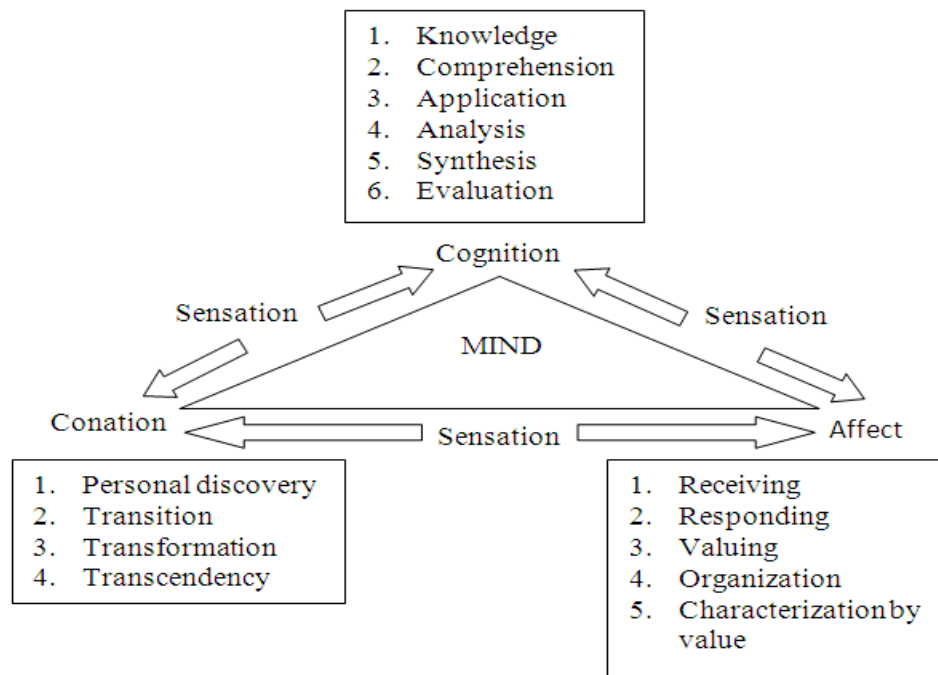 1. Knowledge
2. Comprehension
3. Application
4. Analysis
5. Synthesis
6. Evaluation
Cognition
Sensation
Sensation
MIND
Conation
Sensation
Affect
1. Personal discovery
2. Transition
3. Transformation
4. Transcendency
1. Receiving
2. Responding
3. Valuing
4. Organization
5. Characterization by
value